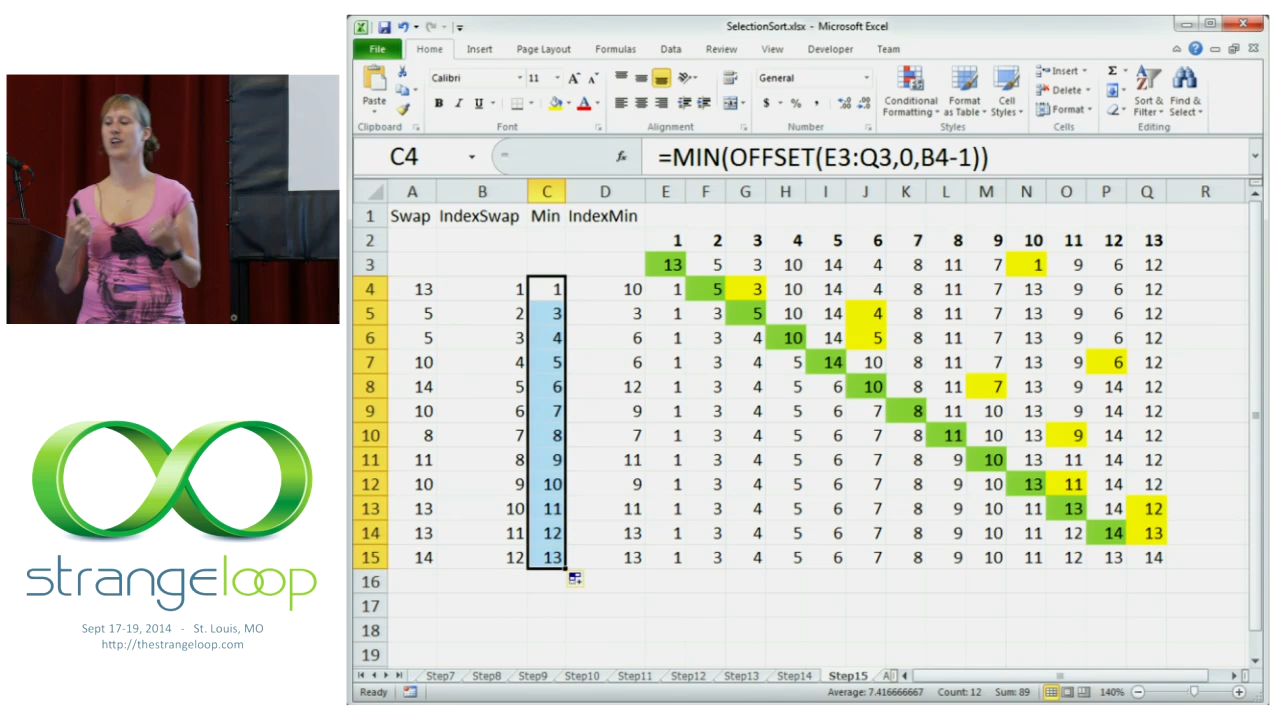 SelectionSort.xlsx - Microsoft Excel
File Home Insert Page Layout Formulas Data Review View Developer Team
Calibri 11 General Insert Σ
Paste B I U $ % , Conditional Formatting Format as Table Cell Styles Delete Format Sort & Filter Find & Select
Clipboard Font Alignment Number Styles Cells Editing
C4 fx =MIN(OFFSET(E3:Q3,0,B4-1))
A B C D E F G H I J K L M N O P Q R
1 Swap IndexSwap Min IndexMin
2 1 2 3 4 5 6 7 8 9 10 11 12 13
3 13 5 3 10 14 4 8 11 7 1 9 6 12
4 13 1 1 10 1 5 3 10 14 4 8 11 7 13 9 6 12
5 5 2 3 3 1 3 5 10 14 4 8 11 7 13 9 6 12
6 5 3 4 6 1 3 4 10 14 5 8 11 7 13 9 6 12
7 10 4 5 6 1 3 4 5 14 10 8 11 7 13 9 6 12
8 14 5 6 12 1 3 4 5 6 10 8 11 7 13 9 14 12
9 10 6 7 9 1 3 4 5 6 7 8 11 10 13 9 14 12
10 8 7 8 7 1 3 4 5 6 7 8 11 10 13 9 14 12
11 11 8 9 11 1 3 4 5 6 7 8 9 10 13 11 14 12
12 10 9 10 9 1 3 4 5 6 7 8 9 10 13 11 14 12
13 13 10 11 11 1 3 4 5 6 7 8 9 10 11 13 14 12
14 13 11 12 13 1 3 4 5 6 7 8 9 10 11 12 14 13
15 14 12 13 13 1 3 4 5 6 7 8 9 10 11 12 13 14
16
17
18
19
Step7 Step8 Step9 Step10 Step11 Step12 Step13 Step14 Step15
Ready Average: 7.416666667 Count: 12 Sum: 89 140%
strangeloop
Sept 17-19, 2014 - St. Louis, MO
http://thestrangeloop.com